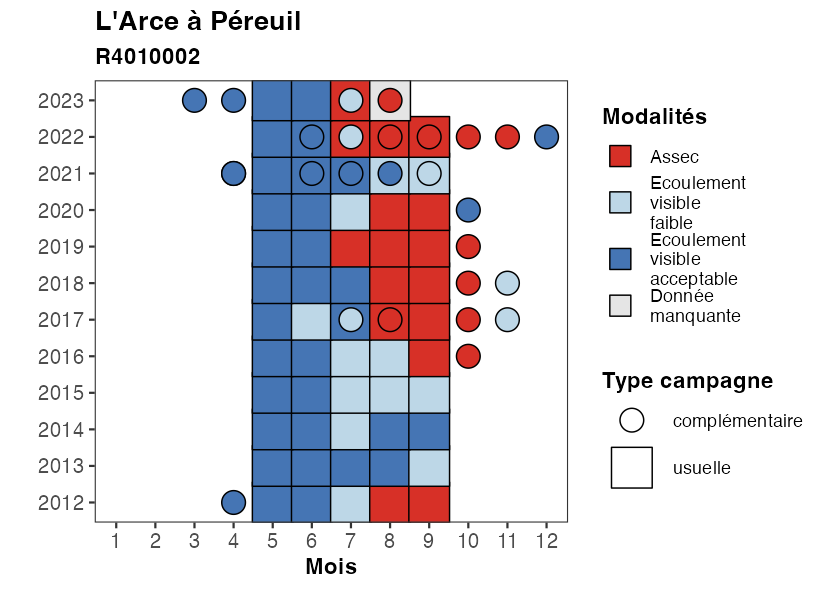 L'Arce à Péreuil
R4010002
2023
2022
2021
2020
2019
2018
2017
2016
2015
2014
2013
2012
1 2 3 4 5 6 7 8 9 10 11 12
Mois
Modalités
Assec
Ecoulement
visible
faible
Ecoulement
visible
acceptable
Donnée
manquante
Type campagne
complémentaire
usuelle